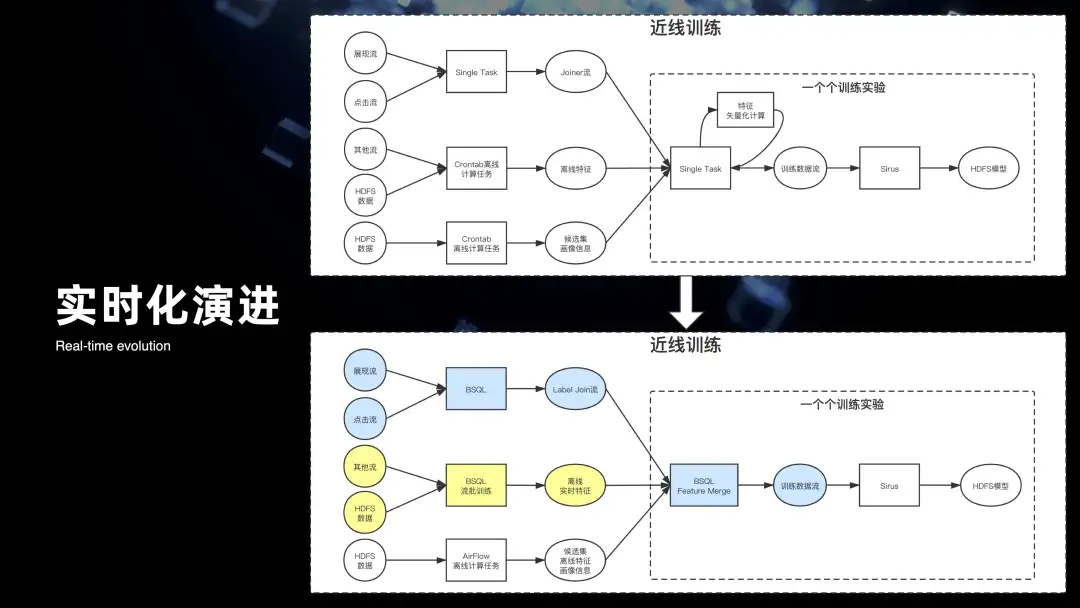 实时化演进
Real-time evolution
近线训练
展现流
点击流
Single Task
Joiner流
其他流
HDFS
数据
Crontab离线
计算任务
离线特征
HDFS
数据
Crontab
离线计算任务
候选集
画像信息
一个个训练实验
特征
矢量化计算
Single Task
训练数据流
Sirus
HDFS模型
近线训练
展现流
点击流
BSQL
Label Join流
其他流
HDFS
数据
BSQL
流批训练
离线
实时特征
HDFS
数据
AirFlow
离线计算任务
候选集
离线特征
画像信息
一个个训练实验
BSQL
Feature Merge
训练数据流
Sirus
HDFS模型